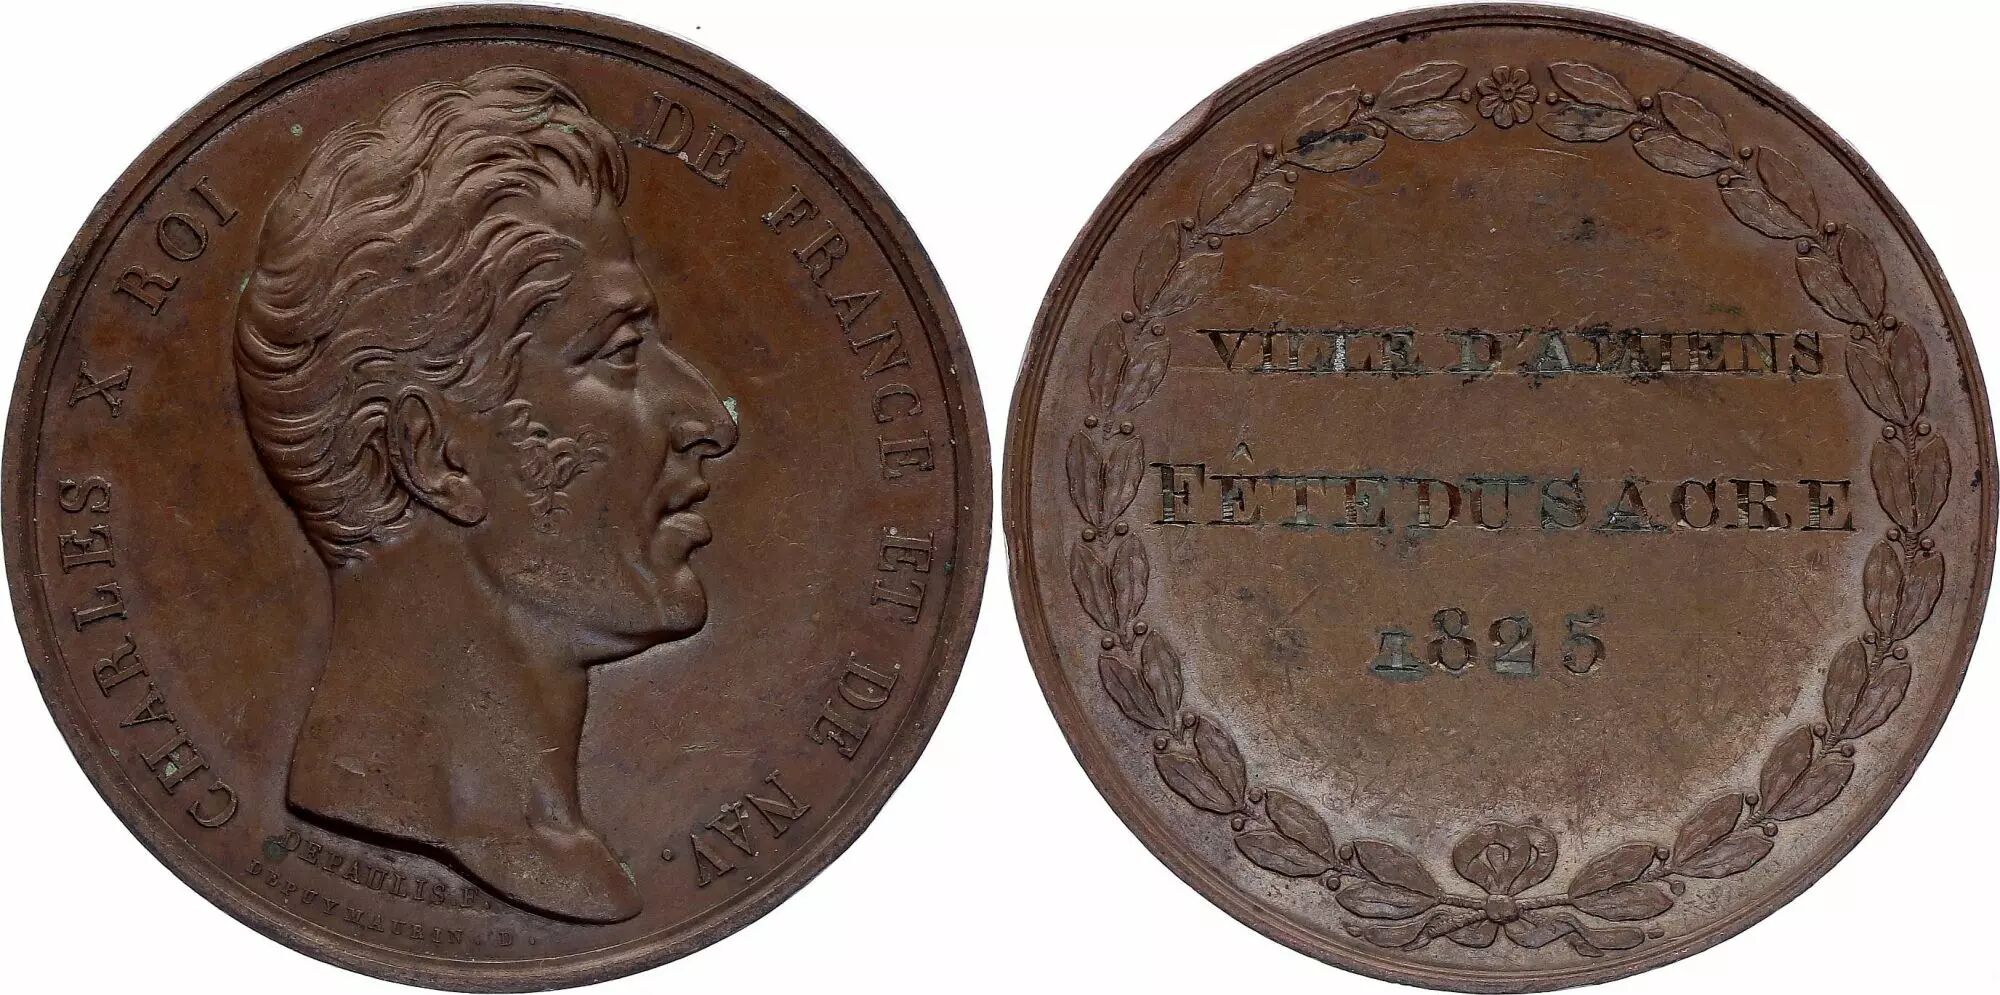 CHARLES X ROI DE FRANCE ET DE NAV.
DEPAULIS.F.
DEPUYMAURIN.D.
VILLE D'AMIENS
FÊTE DU SACRE
1825